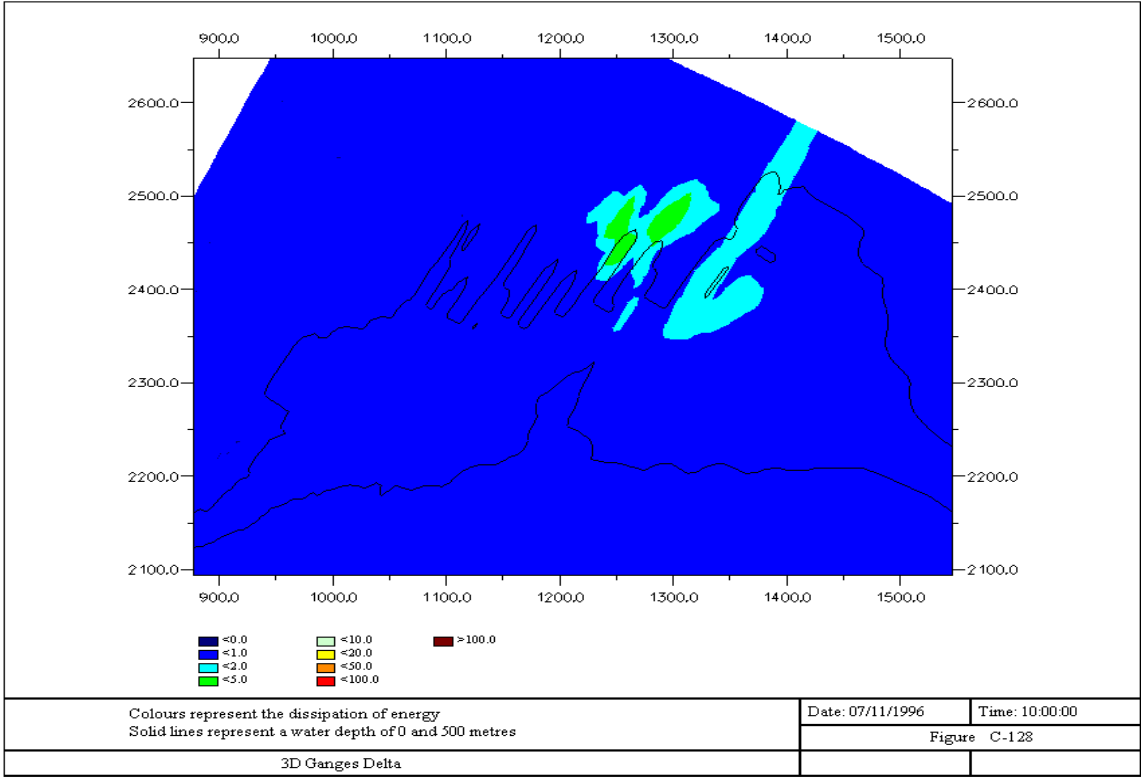 900.0 1000.0 1100.0 1200.0 1300.0 1400.0 1500.0
2600.0 2600.0
2500.0 2500.0
2400.0 2400.0
2300.0 2300.0
2200.0 2200.0
2100.0 2100.0
900.0 1000.0 1100.0 1200.0 1300.0 1400.0 1500.0
<0.0 <10.0 >100.0
<1.0 <20.0
<2.0 <50.0
<5.0 <100.0
Colours represent the dissipation of energy
Solid lines represent a water depth of 0 and 500 metres
Date: 07/11/1996 Time: 10:00:00
Figure C-128
3D Ganges Delta